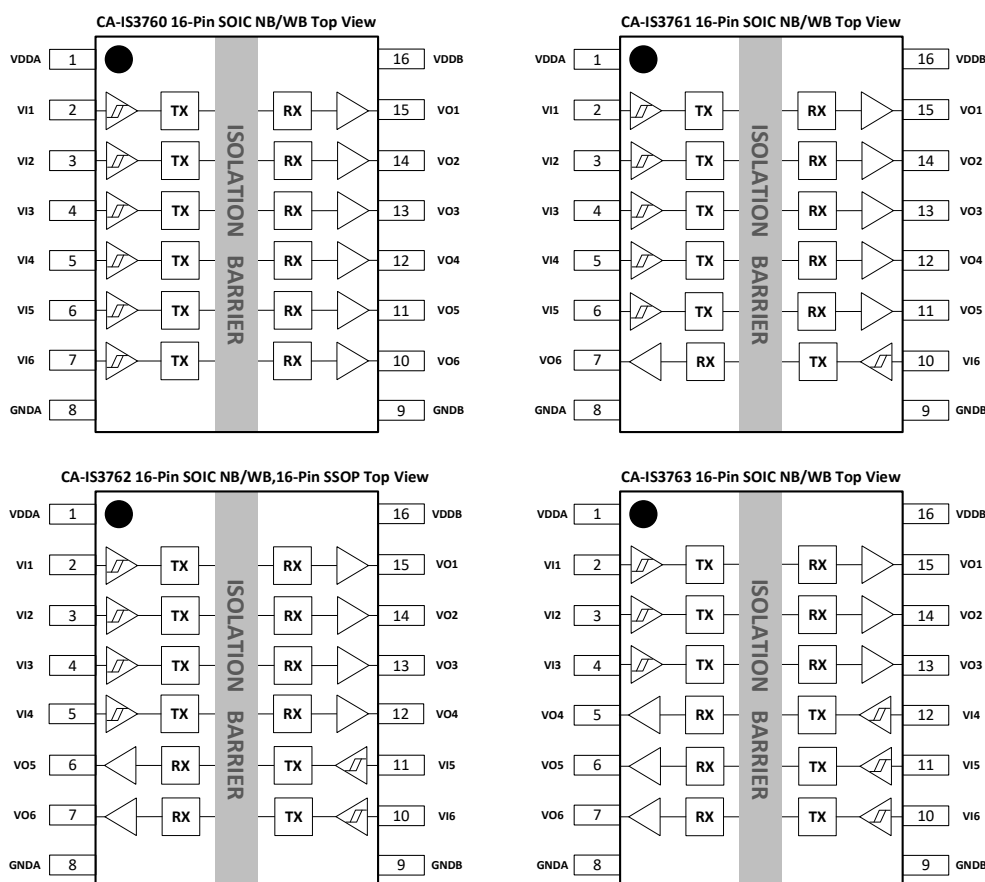 CA-IS3760 16-Pin SOIC NB/WB Top View
VDDA 1 16 VDDB
VI1 2 TX RX 15 VO1
VI2 3 TX RX 14 VO2
VI3 4 TX RX 13 VO3
VI4 5 TX RX 12 VO4
VI5 6 TX RX 11 VO5
VI6 7 TX RX 10 VO6
GNDA 8 9 GNDB
ISOLATION BARRIER
CA-IS3761 16-Pin SOIC NB/WB Top View
VDDA 1 16 VDDB
VI1 2 TX RX 15 VO1
VI2 3 TX RX 14 VO2
VI3 4 TX RX 13 VO3
VI4 5 TX RX 12 VO4
VI5 6 TX RX 11 VO5
VO6 7 RX TX 10 VI6
GNDA 8 9 GNDB
ISOLATION BARRIER
CA-IS3762 16-Pin SOIC NB/WB,16-Pin SSOP Top View
VDDA 1 16 VDDB
VI1 2 TX RX 15 VO1
VI2 3 TX RX 14 VO2
VI3 4 TX RX 13 VO3
VI4 5 TX RX 12 VO4
VO5 6 RX TX 11 VI5
VO6 7 RX TX 10 VI6
GNDA 8 9 GNDB
ISOLATION BARRIER
CA-IS3763 16-Pin SOIC NB/WB Top View
VDDA 1 16 VDDB
VI1 2 TX RX 15 VO1
VI2 3 TX RX 14 VO2
VI3 4 TX RX 13 VO3
VO4 5 RX TX 12 VI4
VO5 6 RX TX 11 VI5
VO6 7 RX TX 10 VI6
GNDA 8 9 GNDB
ISOLATION BARRIER